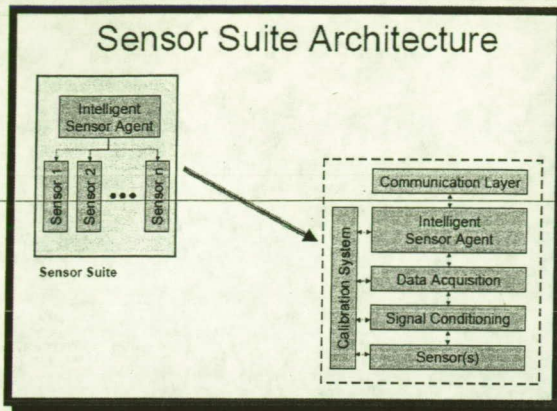 Sensor Suite Architecture
Intelligent
Sensor Agent
Sensor 1
Sensor 2
Sensor n
Sensor Suite
Communication Layer
Calibration System
Intelligent
Sensor Agent
Data Acquisition
Signal Conditioning
Sensor(s)